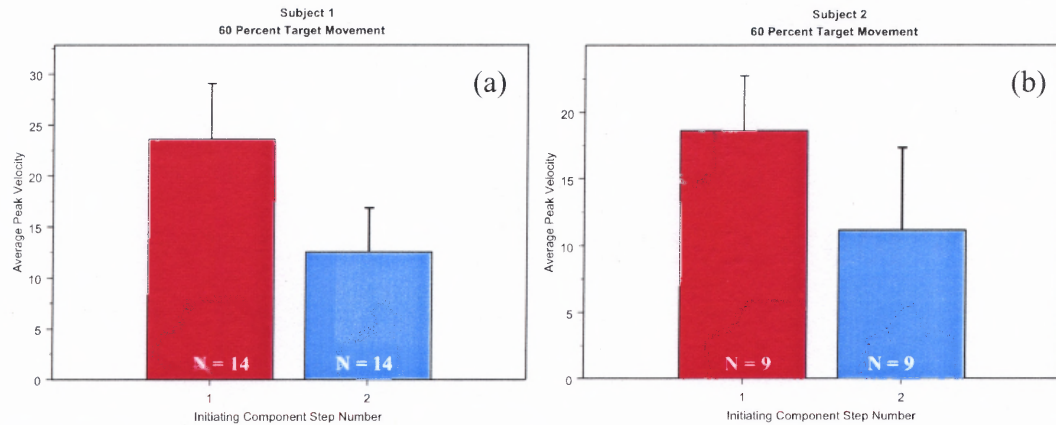 Subject 1
60 Percent Target Movement
(a)
Average Peak Velocity
30
25
20
15
10
5
0
N = 14
N = 14
1
2
Initiating Component Step Number
Subject 2
60 Percent Target Movement
(b)
Average Peak Velocity
20
15
10
5
0
N = 9
N = 9
1
2
Initiating Component Step Number